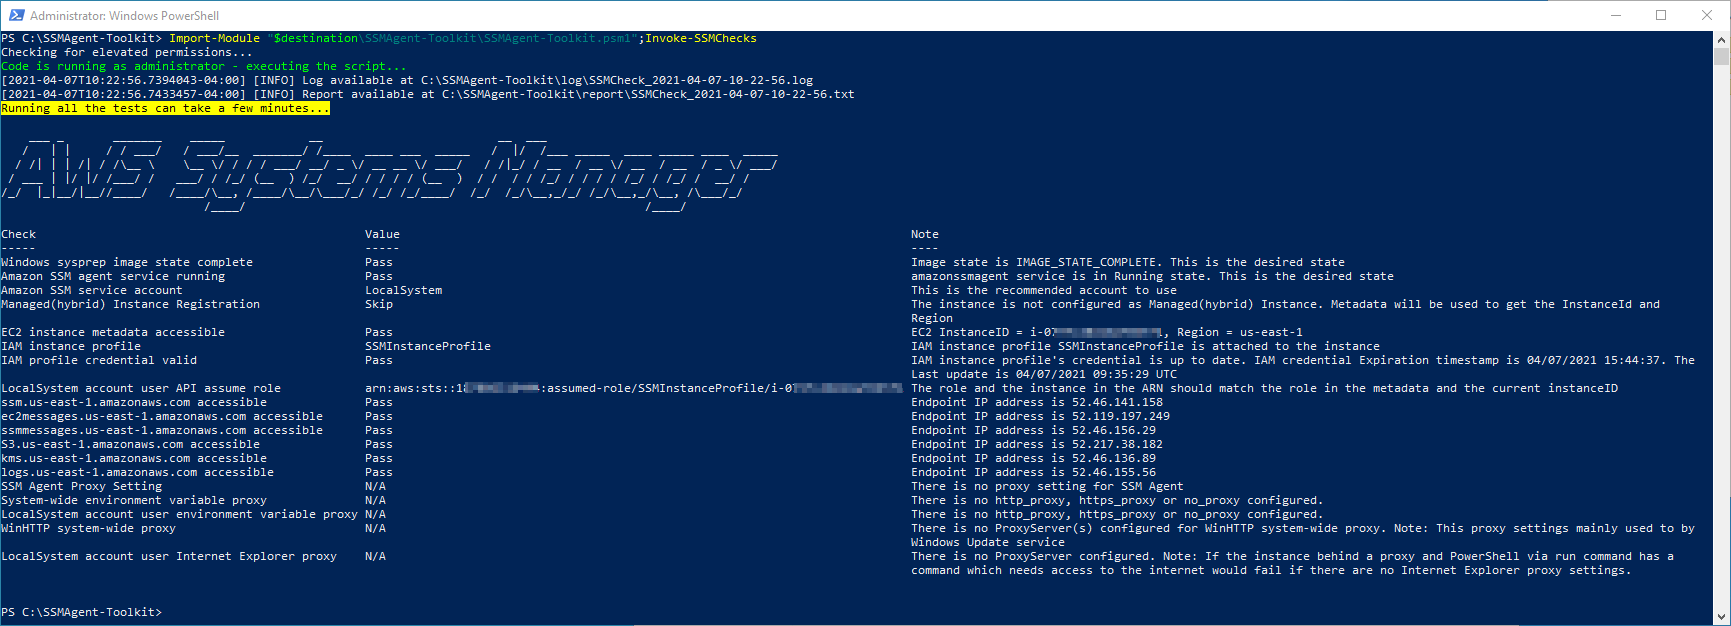 Administrator: Windows PowerShell
PS C:\SSMAgent-Toolkit> Import-Module "$destination\SSMAgent-Toolkit\SSMAgent-Toolkit.psm1";Invoke-SSMChecks
Checking for elevated permissions...
Code is running as administrator - executing the script...
[2021-04-07T10:22:56.7394043-04:00] [INFO] Log available at C:\SSMAgent-Toolkit\log\SSMCheck_2021-04-07-10-22-56.log
[2021-04-07T10:22:56.7433457-04:00] [INFO] Report available at C:\SSMAgent-Toolkit\report\SSMCheck_2021-04-07-10-22-56.txt
Running all the tests can take a few minutes...
AWS Systems Manager
Check Value Note
----- ----- ----
Windows sysprep image state complete Pass Image state is IMAGE_STATE_COMPLETE. This is the desired state
Amazon SSM agent service running Pass amazonssmagent service is in Running state. This is the desired state
Amazon SSM service account LocalSystem This is the recommended account to use
Managed(hybrid) Instance Registration Skip The instance is not configured as Managed(hybrid) Instance. Metadata will be used to get the InstanceId and
Region
EC2 instance metadata accessible Pass EC2 InstanceID = i-0, Region = us-east-1
IAM instance profile SSMInstanceProfile IAM instance profile SSMInstanceProfile is attached to the instance
IAM profile credential valid Pass IAM instance profile's credential is up to date. IAM credential Expiration timestamp is 04/07/2021 15:44:37. The
Last update is 04/07/2021 09:35:29 UTC
LocalSystem account user API assume role arn:aws:sts::1:assumed-role/SSMInstanceProfile/i-0 The role and the instance in the ARN should match the role in the metadata and the current instanceID
ssm.us-east-1.amazonaws.com accessible Pass Endpoint IP address is 52.46.141.158
ec2messages.us-east-1.amazonaws.com accessible Pass Endpoint IP address is 52.119.197.249
ssmmessages.us-east-1.amazonaws.com accessible Pass Endpoint IP address is 52.46.156.29
S3.us-east-1.amazonaws.com accessible Pass Endpoint IP address is 52.217.38.182
kms.us-east-1.amazonaws.com accessible Pass Endpoint IP address is 52.46.136.89
logs.us-east-1.amazonaws.com accessible Pass Endpoint IP address is 52.46.155.56
SSM Agent Proxy Setting N/A There is no proxy setting for SSM Agent
System-wide environment variable proxy N/A There is no http_proxy, https_proxy or no_proxy configured.
LocalSystem account user environment variable proxy N/A There is no http_proxy, https_proxy or no_proxy configured.
WinHTTP system-wide proxy N/A There is no ProxyServer(s) configured for WinHTTP system-wide proxy. Note: This proxy settings mainly used to by
Windows Update service
LocalSystem account user Internet Explorer proxy N/A There is no ProxyServer configured. Note: If the instance behind a proxy and PowerShell via run command has a
command which needs access to the internet would fail if there are no Internet Explorer proxy settings.
PS C:\SSMAgent-Toolkit>